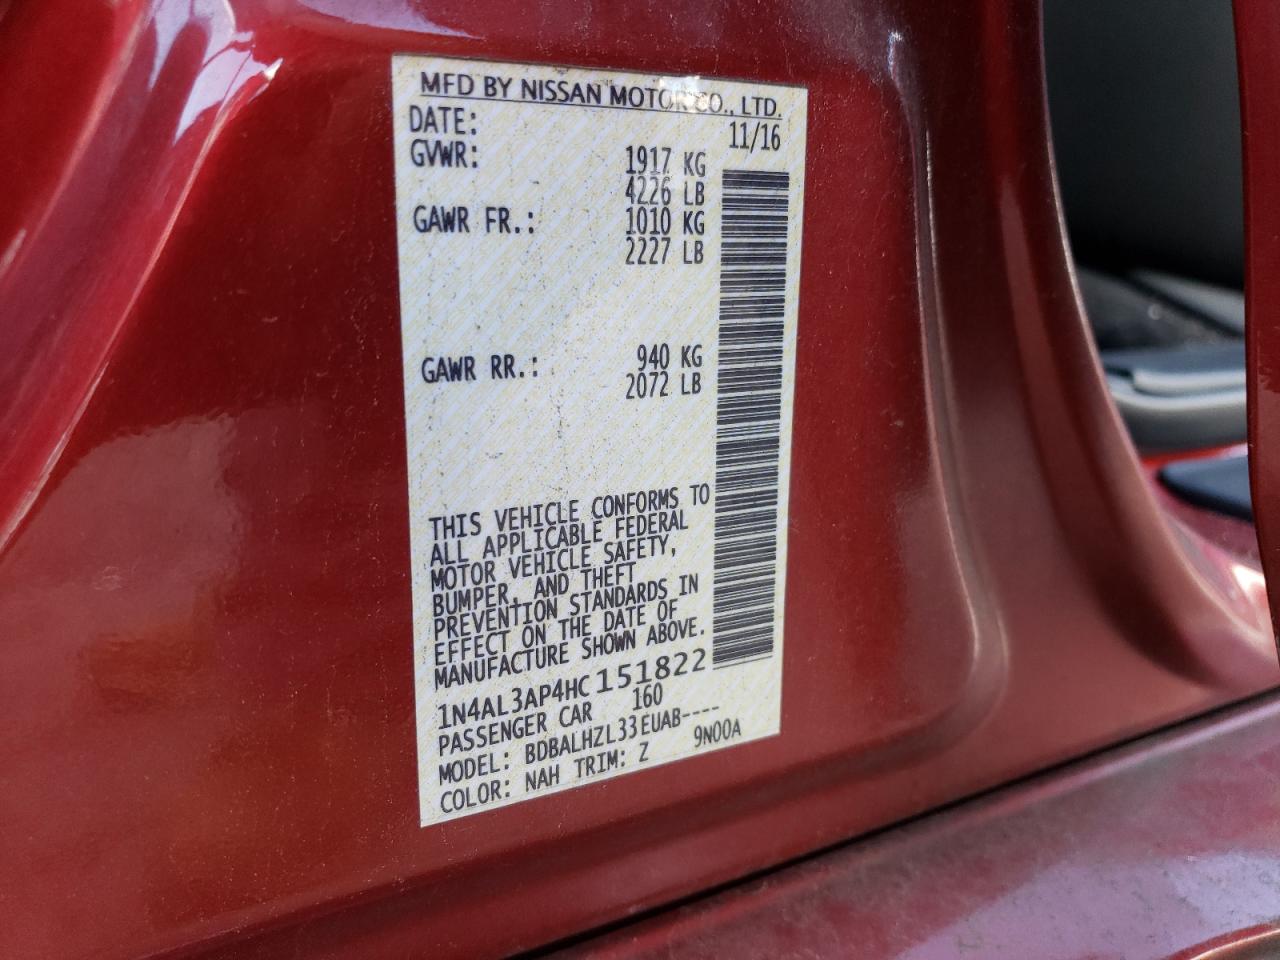 MFD BY NISSAN MOTOR CO., LTD.
DATE: 11/16
GVWR: 1917 KG
4226 LB
GAWR FR.: 1010 KG
2227 LB
GAWR RR.: 940 KG
2072 LB
THIS VEHICLE CONFORMS TO
ALL APPLICABLE FEDERAL
MOTOR VEHICLE SAFETY,
BUMPER, AND THEFT
PREVENTION STANDARDS IN
EFFECT ON THE DATE OF
MANUFACTURE SHOWN ABOVE.
1N4AL3AP4HC151822
PASSENGER CAR 160
MODEL: BDBALHZL33EUAB----
COLOR: NAH TRIM: Z 9N00A